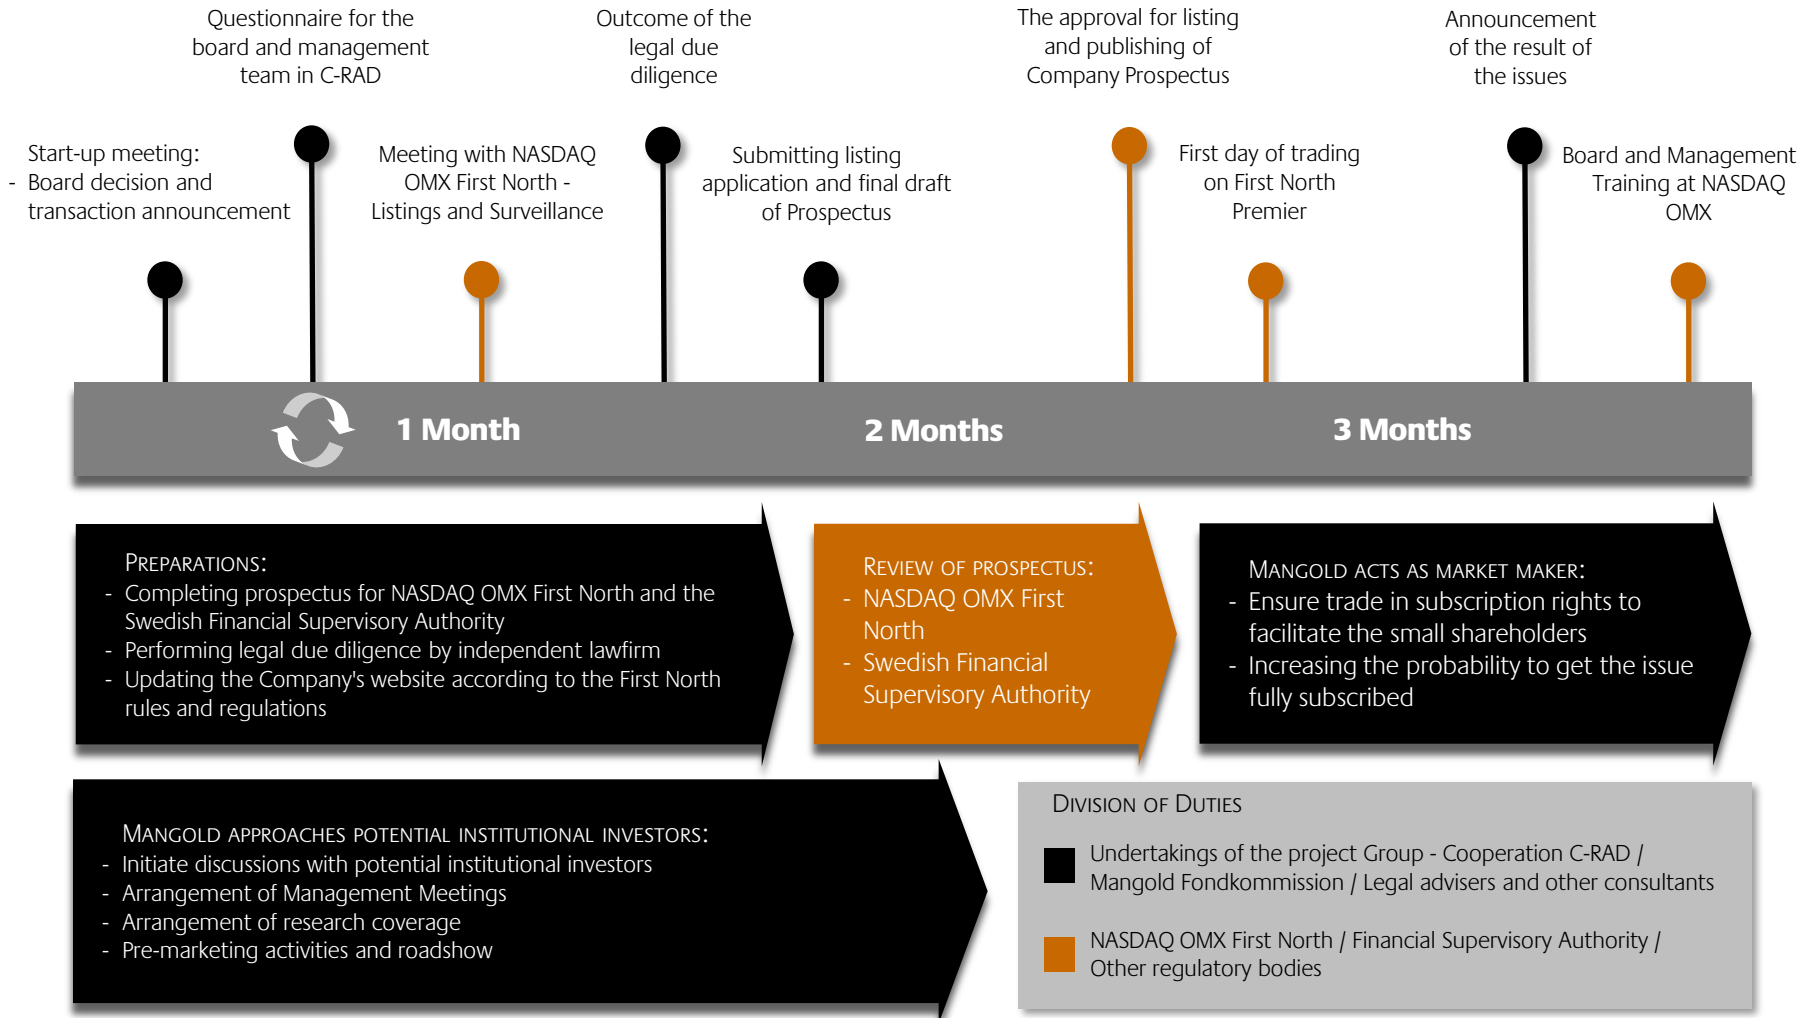 Questionnaire for the
board and management
team in C-RAD
Outcome of the
legal due
diligence
The approval for listing
and publishing of
Company Prospectus
Announcement
of the result of
the issues
Start-up meeting:
- Board decision and
transaction announcement
Meeting with NASDAQ
OMX First North -
Listings and Surveillance
Submitting listing
application and final draft
of Prospectus
First day of trading
on First North
Premier
Board and Management
Training at NASDAQ
OMX
1 Month
2 Months
3 Months
PREPARATIONS:
- Completing prospectus for NASDAQ OMX First North and the
Swedish Financial Supervisory Authority
- Performing legal due diligence by independent lawfirm
- Updating the Company's website according to the First North
rules and regulations
REVIEW OF PROSPECTUS:
- NASDAQ OMX First
North
- Swedish Financial
Supervisory Authority
MANGOLD ACTS AS MARKET MAKER:
- Ensure trade in subscription rights to
facilitate the small shareholders
- Increasing the probability to get the issue
fully subscribed
MANGOLD APPROACHES POTENTIAL INSTITUTIONAL INVESTORS:
- Initiate discussions with potential institutional investors
- Arrangement of Management Meetings
- Arrangement of research coverage
- Pre-marketing activities and roadshow
DIVISION OF DUTIES
Undertakings of the project Group - Cooperation C-RAD /
Mangold Fondkommission / Legal advisers and other consultants
NASDAQ OMX First North / Financial Supervisory Authority /
Other regulatory bodies